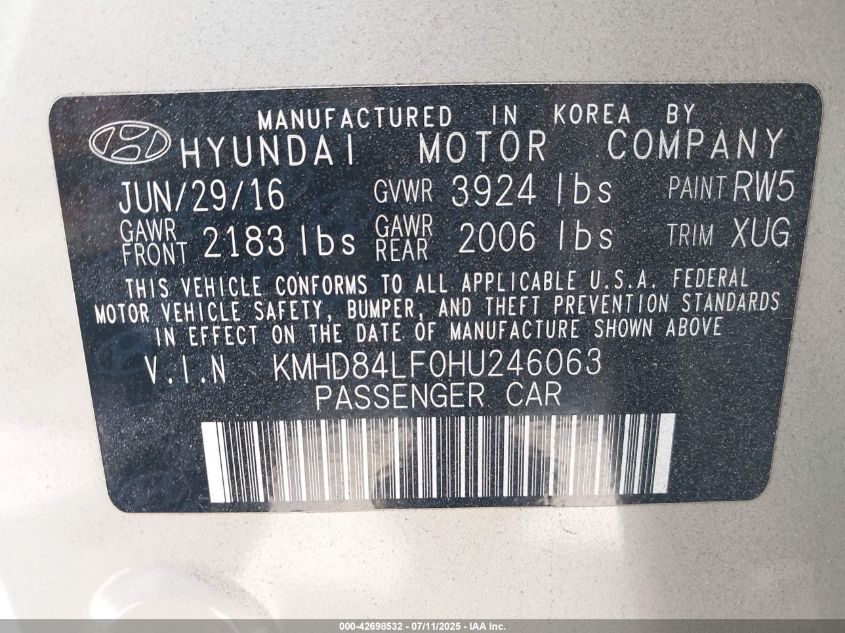 MANUFACTURED IN KOREA BY
HYUNDAI MOTOR COMPANY
JUN/29/16 GVWR 3924 lbs PAINT RW5
GAWR FRONT 2183 lbs GAWR REAR 2006 lbs TRIM XUG
THIS VEHICLE CONFORMS TO ALL APPLICABLE U.S.A. FEDERAL
MOTOR VEHICLE SAFETY, BUMPER, AND THEFT PREVENTION STANDARDS
IN EFFECT ON THE DATE OF MANUFACTURE SHOWN ABOVE
V.I.N KMHD84LF0HU246063
PASSENGER CAR
000-42698532 - 07/11/2025 - IAA Inc.